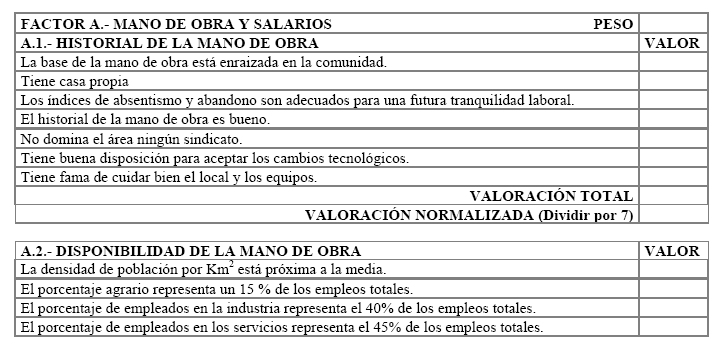 FACTOR A.- MANO DE OBRA Y SALARIOS PESO
A.1.- HISTORIAL DE LA MANO DE OBRA VALOR
La base de la mano de obra está enraizada en la comunidad.
Tiene casa propia
Los índices de absentismo y abandono son adecuados para una futura tranquilidad laboral.
El historial de la mano de obra es bueno.
No domina el área ningún sindicato.
Tiene buena disposición para aceptar los cambios tecnológicos.
Tiene fama de cuidar bien el local y los equipos.
VALORACIÓN TOTAL
VALORACIÓN NORMALIZADA (Dividir por 7)
A.2.- DISPONIBILIDAD DE LA MANO DE OBRA VALOR
La densidad de población por Km² está próxima a la media.
El porcentaje agrario representa un 15 % de los empleos totales.
El porcentaje de empleados en la industria representa el 40% de los empleos totales.
El porcentaje de empleados en los servicios representa el 45% de los empleos totales.